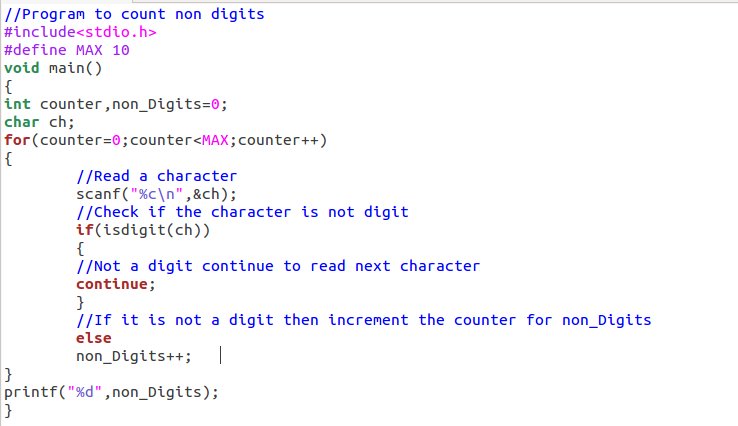 //Program to count non digits
#include<stdio.h>
#define MAX 10
void main()
{
int counter,non_Digits=0;
char ch;
for(counter=0;counter<MAX;counter++)
{
        //Read a character
        scanf("%c\n",&ch);
        //Check if the character is not digit
        if(isdigit(ch))
        {
        //Not a digit continue to read next character
        continue;
        }
        //If it is not a digit then increment the counter for non_Digits
        else
        non_Digits++;
}
printf("%d",non_Digits);
}